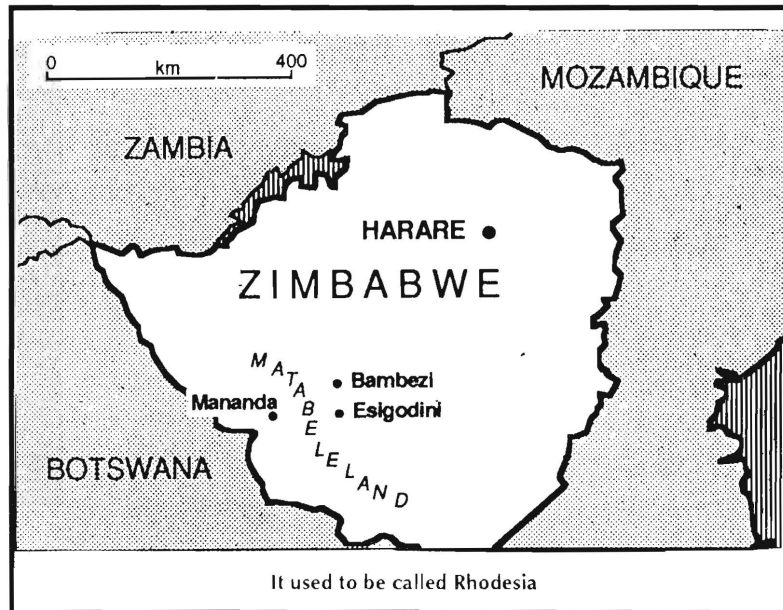 0 400
km
MOZAMBIQUE
ZAMBIA
HARARE
ZIMBABWE
MATABELELAND
Bambezi
Mananda
Esigodini
BOTSWANA
It used to be called Rhodesia